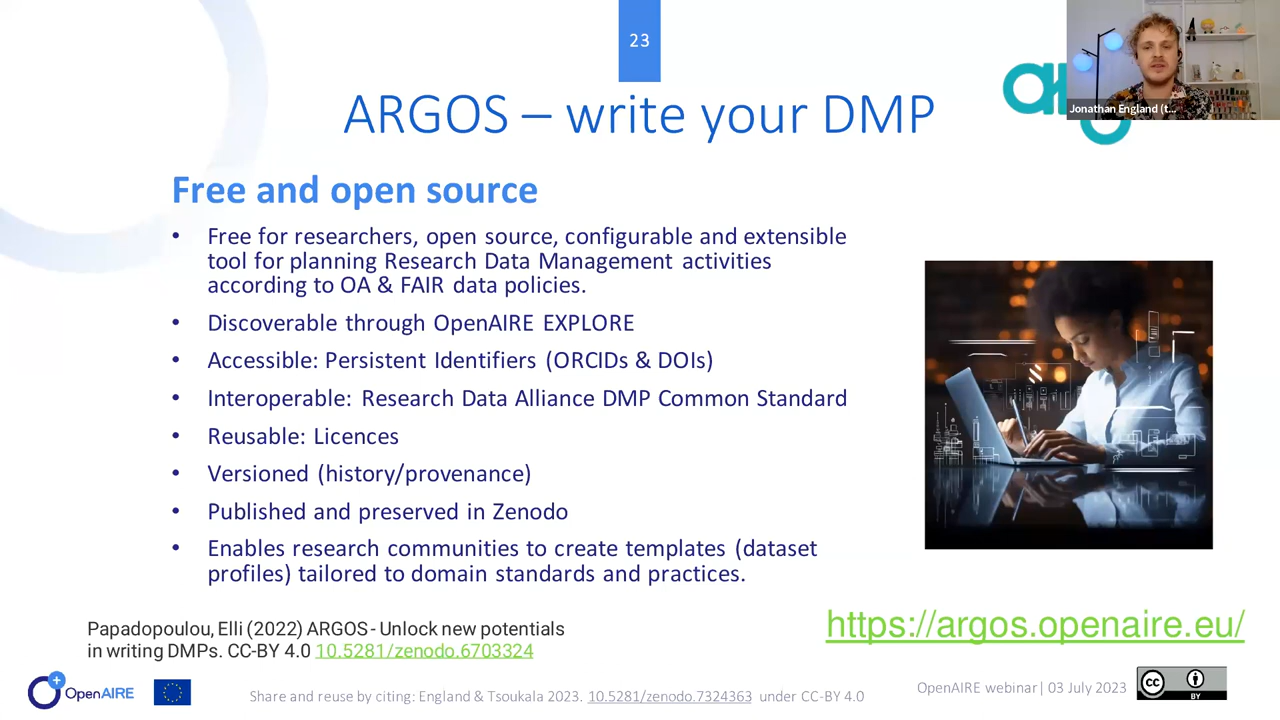 23
ARGOS – write your DMP
Jonathan England (t...
Free and open source
• Free for researchers, open source, configurable and extensible
tool for planning Research Data Management activities
according to OA & FAIR data policies.
• Discoverable through OpenAIRE EXPLORE
• Accessible: Persistent Identifiers (ORCIDs & DOIs)
• Interoperable: Research Data Alliance DMP Common Standard
• Reusable: Licences
• Versioned (history/provenance)
• Published and preserved in Zenodo
• Enables research communities to create templates (dataset
profiles) tailored to domain standards and practices.
https://argos.openaire.eu/
Papadopoulou, Elli (2022) ARGOS - Unlock new potentials
in writing DMPs. CC-BY 4.0 10.5281/zenodo.6703324
OpenAIRE
Share and reuse by citing: England & Tsoukala 2023. 10.5281/zenodo.7324363 under CC-BY 4.0
OpenAIRE webinar| 03 July 2023
cc
BY